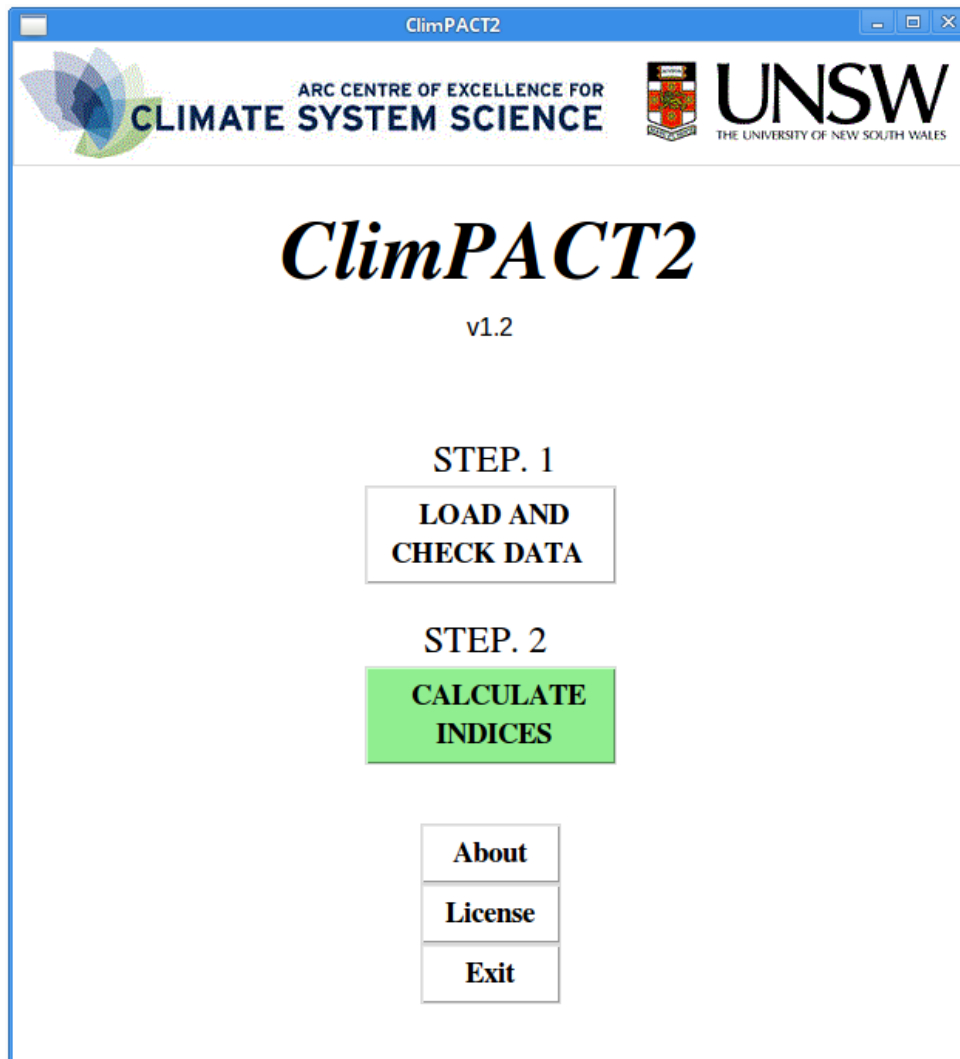 ClimPACT2
ARC CENTRE OF EXCELLENCE FOR
CLIMATE SYSTEM SCIENCE
UNSW
THE UNIVERSITY OF NEW SOUTH WALES
ClimPACT2
v1.2
STEP. 1
LOAD AND
CHECK DATA
STEP. 2
CALCULATE
INDICES
About
License
Exit